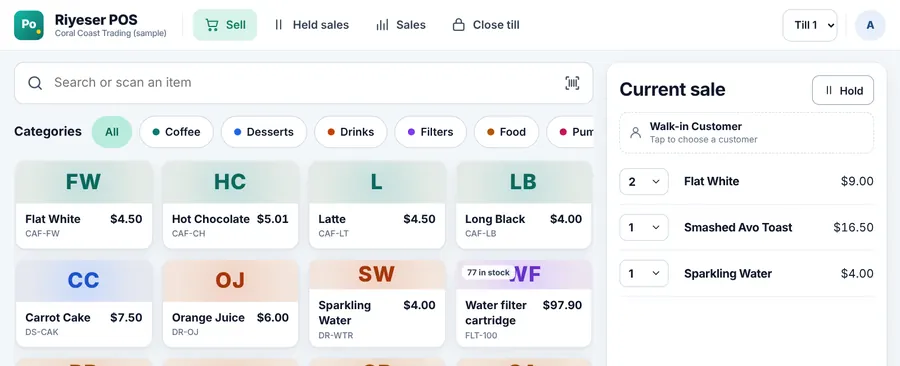 Po
Riyeser POS
Coral Coast Trading (sample)
Sell
Held sales
Sales
Close till
Till 1
A
Search or scan an item
Categories
All
Coffee
Desserts
Drinks
Filters
Food
FW
Flat White $4.50
CAF-FW
HC
Hot Chocolate $5.01
CAF-CH
L
Latte $4.50
CAF-LT
LB
Long Black $4.00
CAF-LB
CC
Carrot Cake $7.50
DS-CAK
OJ
Orange Juice $6.00
DR-OJ
SW
Sparkling $4.00
Water
DR-WTR
77 in stock
WF
Water filter $97.90
cartridge
FLT-100
Current sale
Hold
Walk-in Customer
Tap to choose a customer
2 Flat White $9.00
1 Smashed Avo Toast $16.50
1 Sparkling Water $4.00